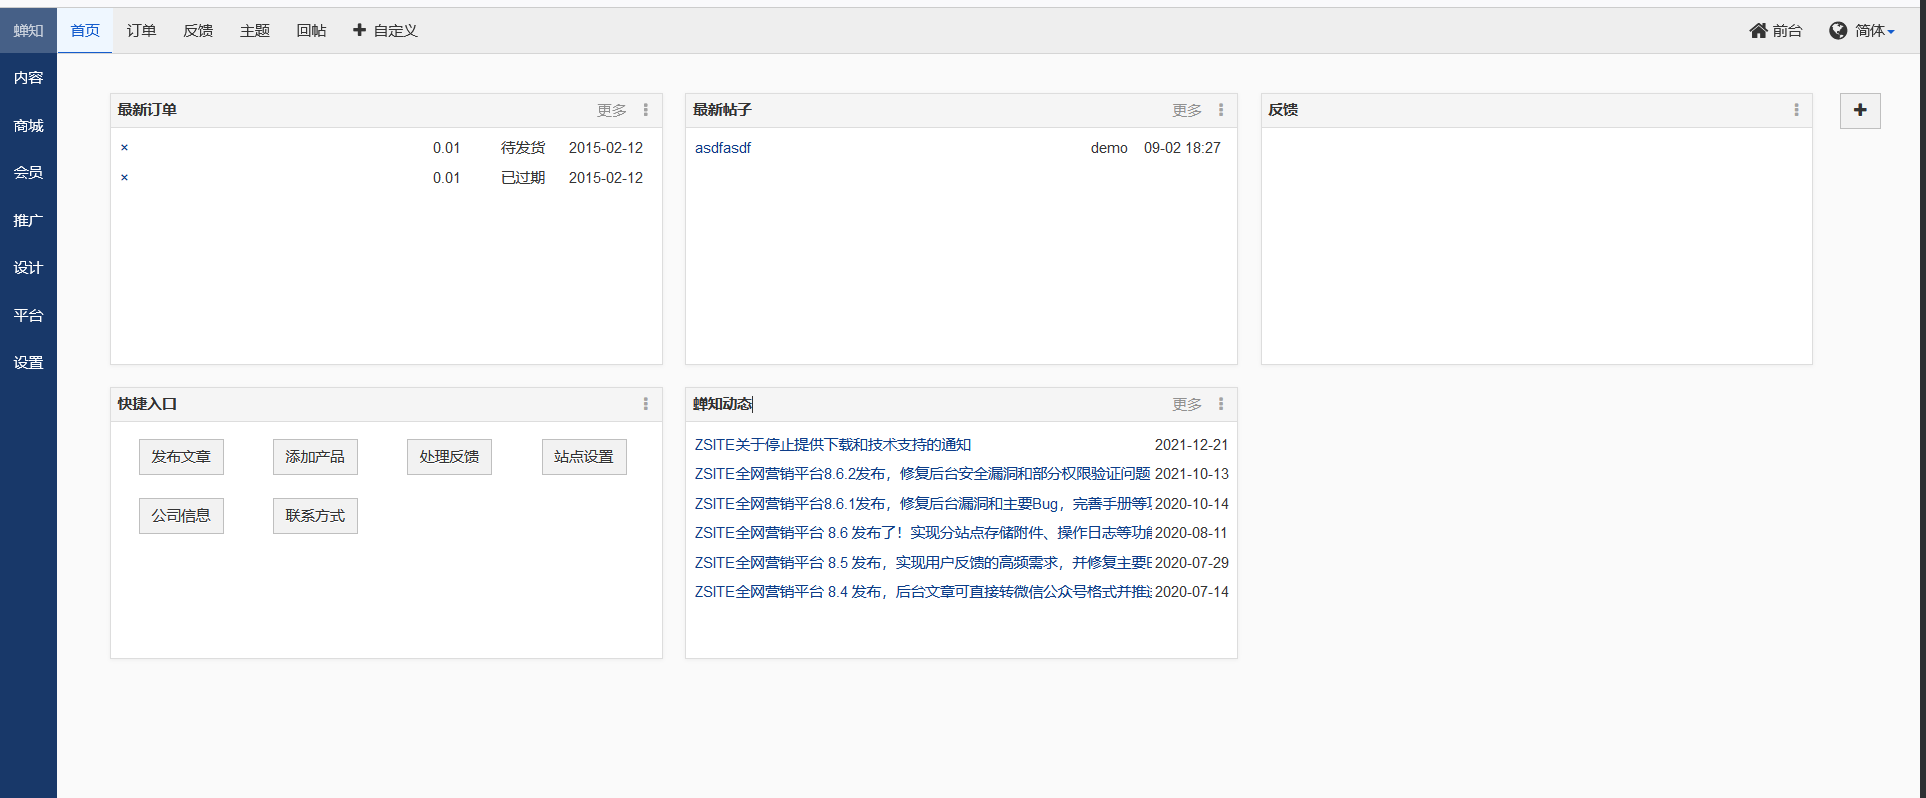 蝉知 首页 订单 反馈 主题 回帖 自定义 前台 简体
内容
商城
会员
推广
设计
平台
设置
最新订单 更多
× 0.01 待发货 2015-02-12
× 0.01 已过期 2015-02-12
最新帖子 更多
asdfasdf demo 09-02 18:27
反馈
快捷入口
发布文章 添加产品 处理反馈 站点设置
公司信息 联系方式
蝉知动态 更多
ZSITE关于停止提供下载和技术支持的通知 2021-12-21
ZSITE全网营销平台8.6.2发布，修复后台安全漏洞和部分权限验证问题 2021-10-13
ZSITE全网营销平台8.6.1发布，修复后台漏洞和主要Bug，完善手册等 2020-10-14
ZSITE全网营销平台 8.6 发布了！实现分站点存储附件、操作日志等功 2020-08-11
ZSITE全网营销平台 8.5 发布，实现用户反馈的高频需求，并修复主要 2020-07-29
ZSITE全网营销平台 8.4 发布，后台文章可直接转微信公众号格式并推 2020-07-14